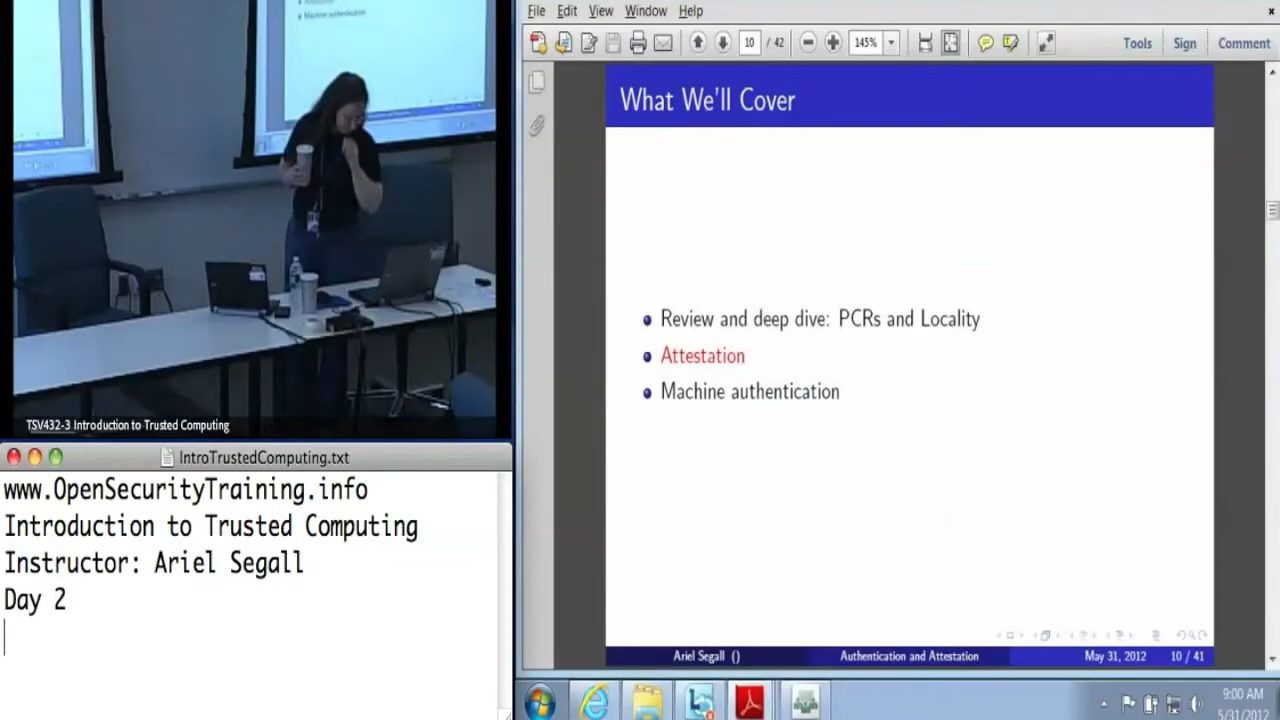 Machine authentication
TSV432-3 Introduction to Trusted Computing
IntroTrustedComputing.txt
www.OpenSecurityTraining.info
Introduction to Trusted Computing
Instructor: Ariel Segall
Day 2
File Edit View Window Help
10 / 42
145%
Tools Sign Comment
What We'll Cover
Review and deep dive: PCRs and Locality
Attestation
Machine authentication
Ariel Segall () Authentication and Attestation May 31, 2012 10 / 41
9:00 AM
5/31/2012